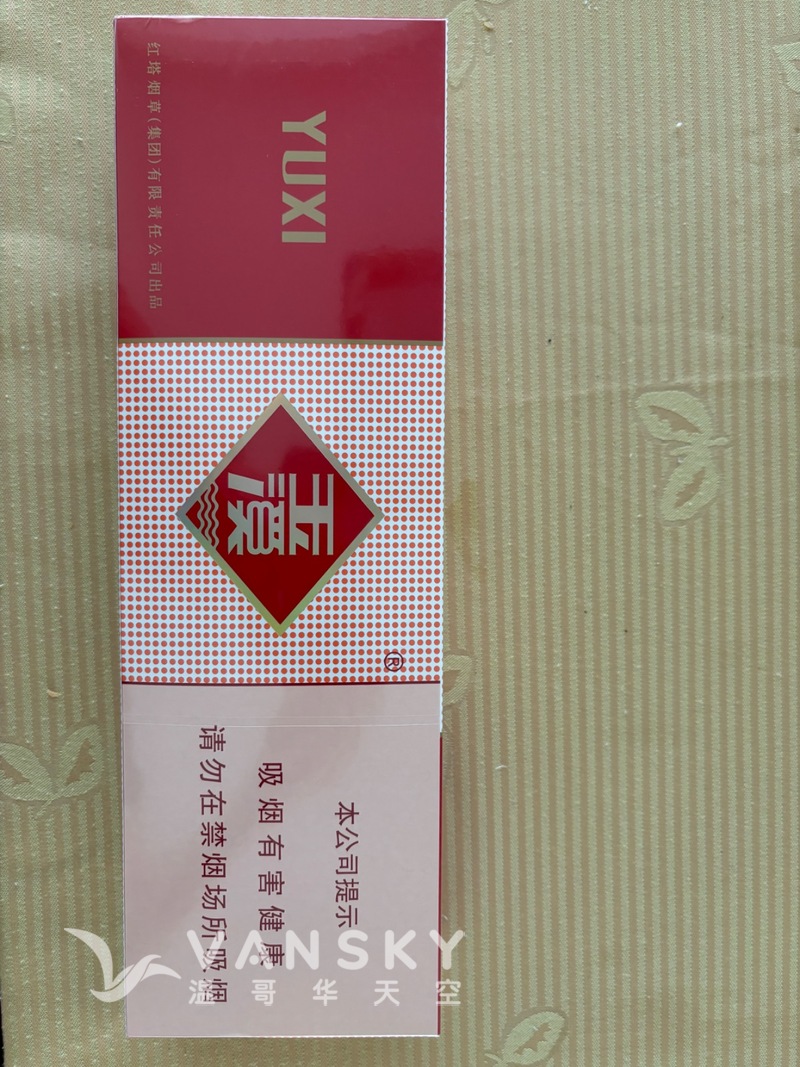 YUXI
红塔烟草(集团)有限责任公司出品
玉溪
®
本公司提示
吸烟有害健康
请勿在禁烟场所吸烟
VANSKY
温哥华天空